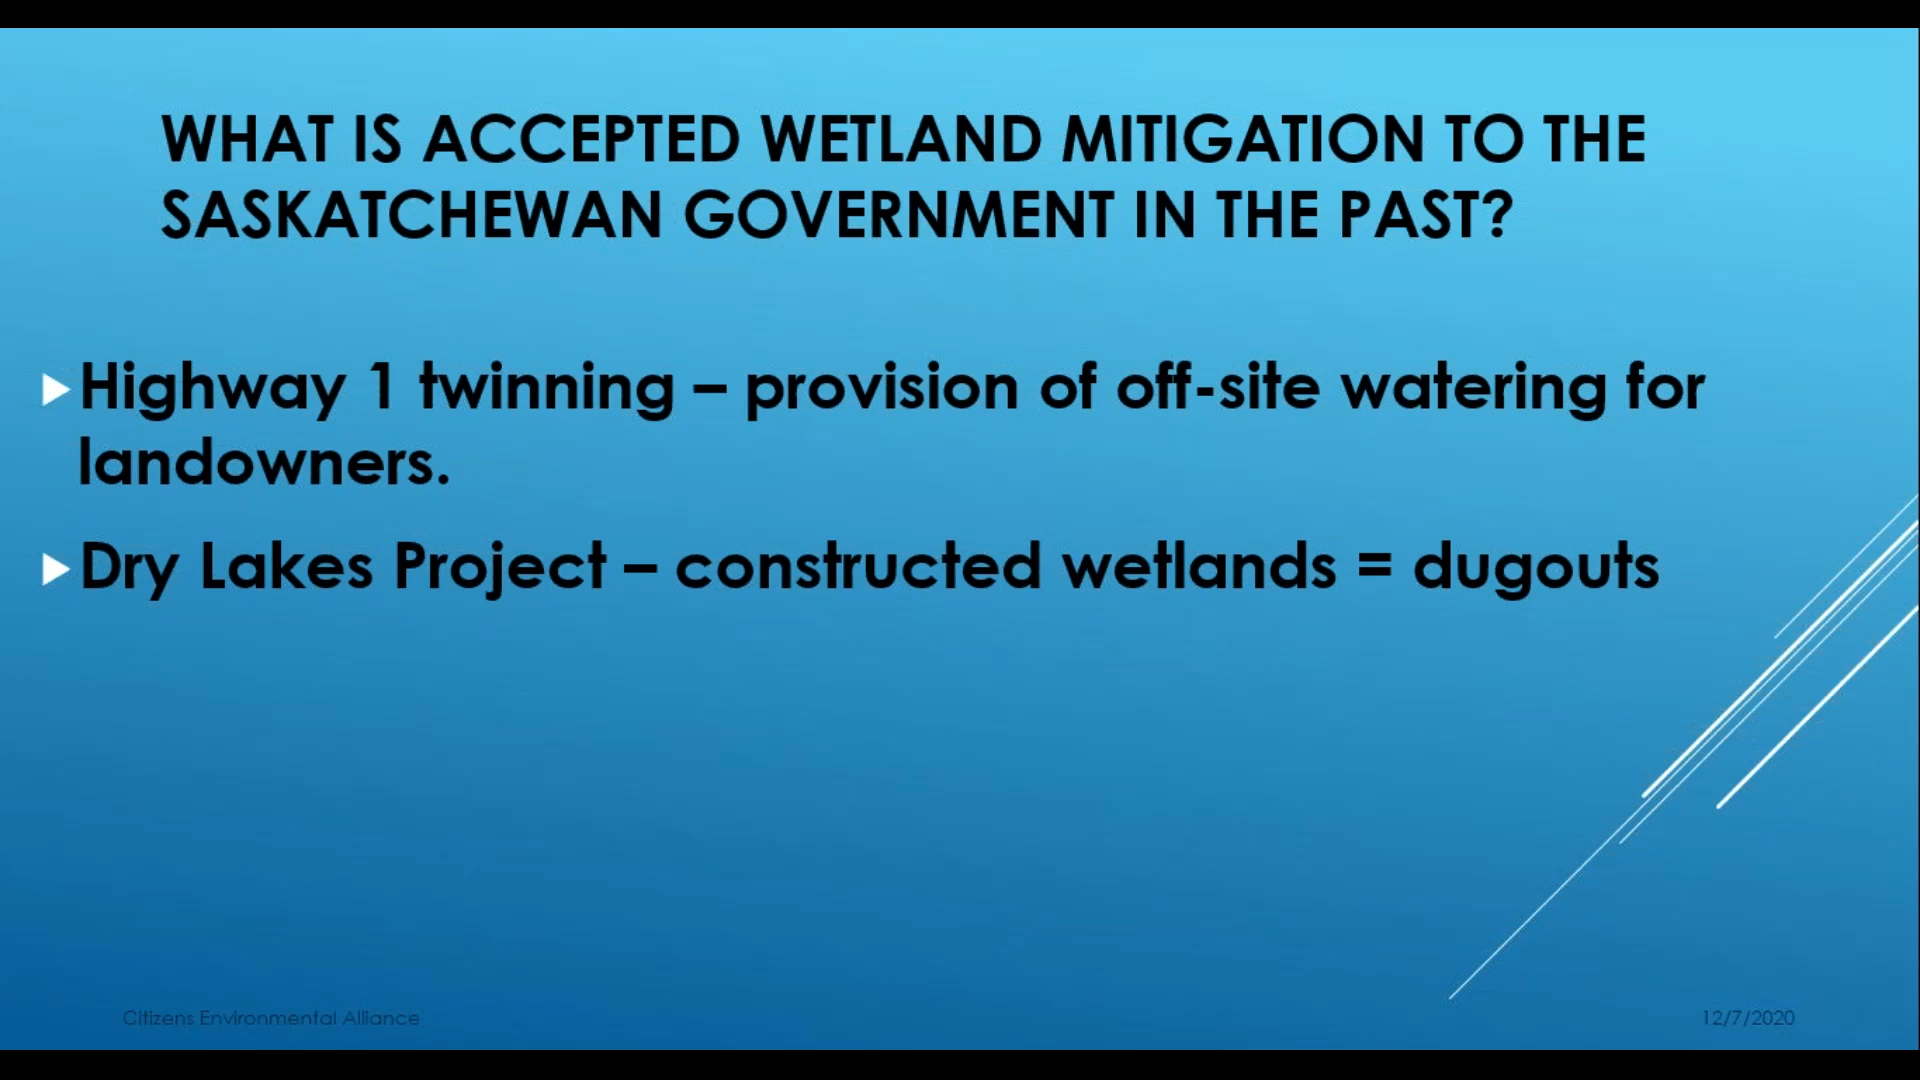 WHAT IS ACCEPTED WETLAND MITIGATION TO THE
SASKATCHEWAN GOVERNMENT IN THE PAST?
Highway 1 twinning – provision of off-site watering for
landowners.
Dry Lakes Project – constructed wetlands = dugouts
Citizens Environmental Alliance
12/7/2020